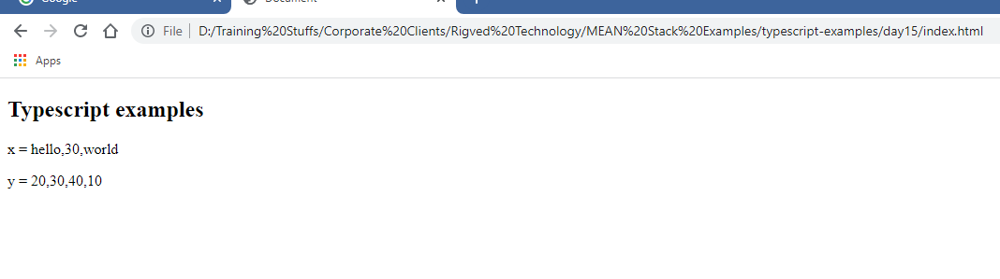 Google
Document
File
D:/Training%20Stuffs/Corporate%20Clients/Rigved%20Technology/MEAN%20Stack%20Examples/typescript-examples/day15/index.html
Apps
Typescript examples
x = hello,30,world
y = 20,30,40,10